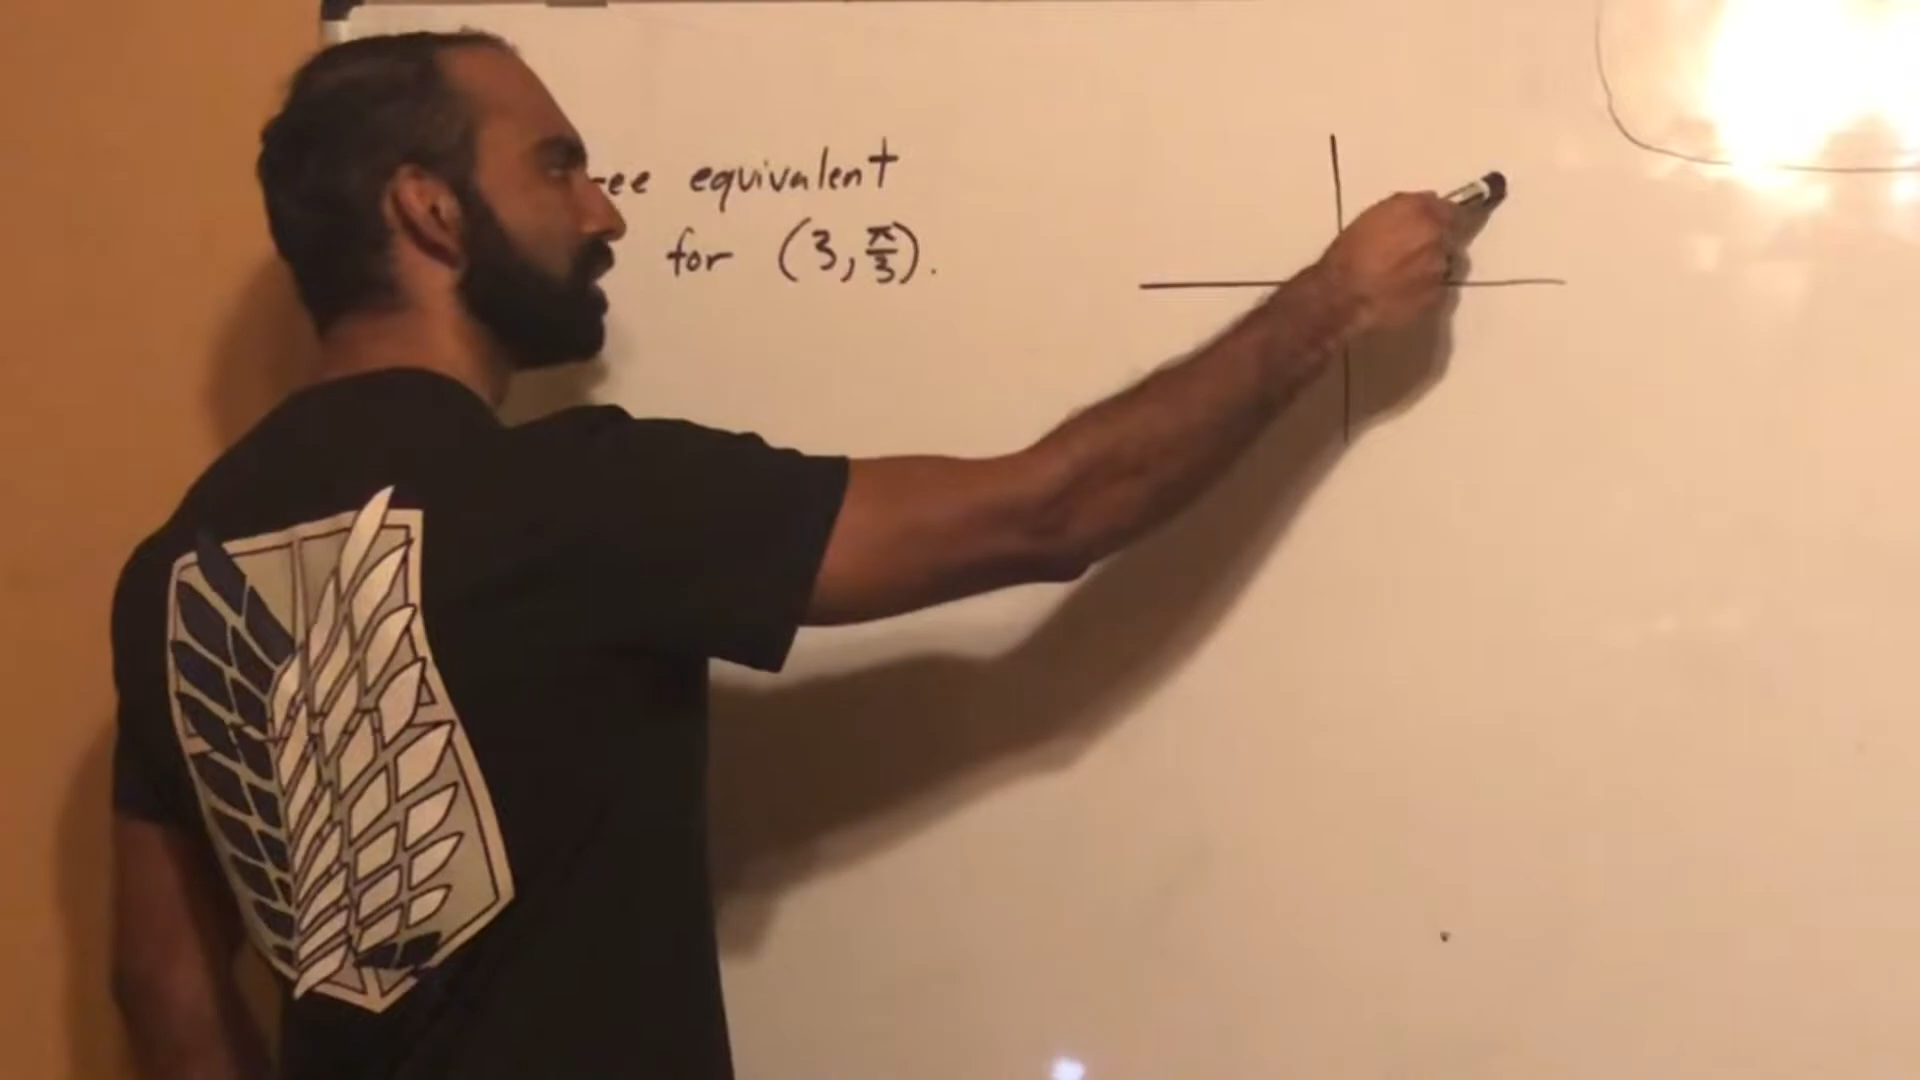 equivalent
for (3, π/3).